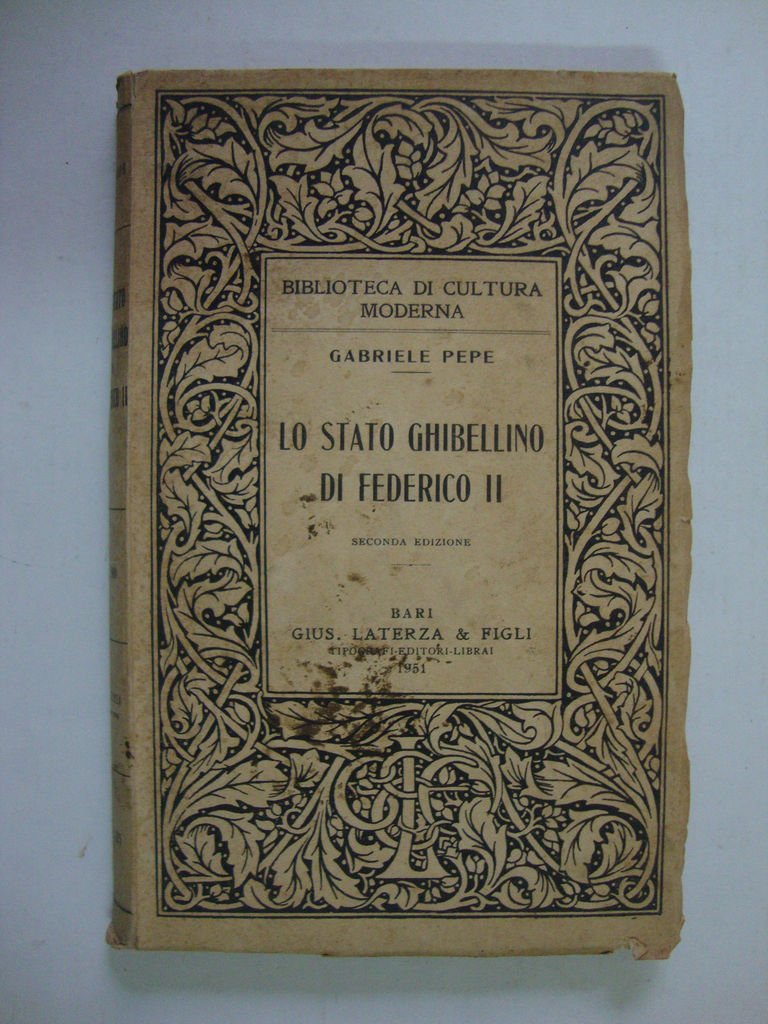 BIBLIOTECA DI CULTURA
MODERNA
GABRIELE PEPE
LO STATO GHIBELLINO
DI FEDERICO II
SECONDA EDIZIONE
BARI
GIUS. LATERZA & FIGLI
TIPOGRAFI-EDITORI-LIBRAI
1951